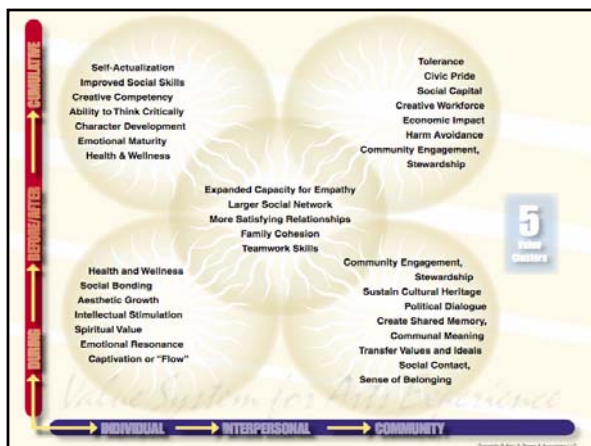 CUMULATIVE
BEFORE/AFTER
DURING
Self-Actualization
Improved Social Skills
Creative Competency
Ability to Think Critically
Character Development
Emotional Maturity
Health & Wellness
Tolerance
Civic Pride
Social Capital
Creative Workforce
Economic Impact
Harm Avoidance
Community Engagement,
Stewardship
Expanded Capacity for Empathy
Larger Social Network
More Satisfying Relationships
Family Cohesion
Teamwork Skills
5
Value
Clusters
Health and Wellness
Social Bonding
Aesthetic Growth
Intellectual Stimulation
Spiritual Value
Emotional Resonance
Captivation or "Flow"
Community Engagement,
Stewardship
Sustain Cultural Heritage
Political Dialogue
Create Shared Memory,
Communal Meaning
Transfer Values and Ideals
Social Contact,
Sense of Belonging
Value System for Arts Experience
INDIVIDUAL
INTERPERSONAL
COMMUNITY